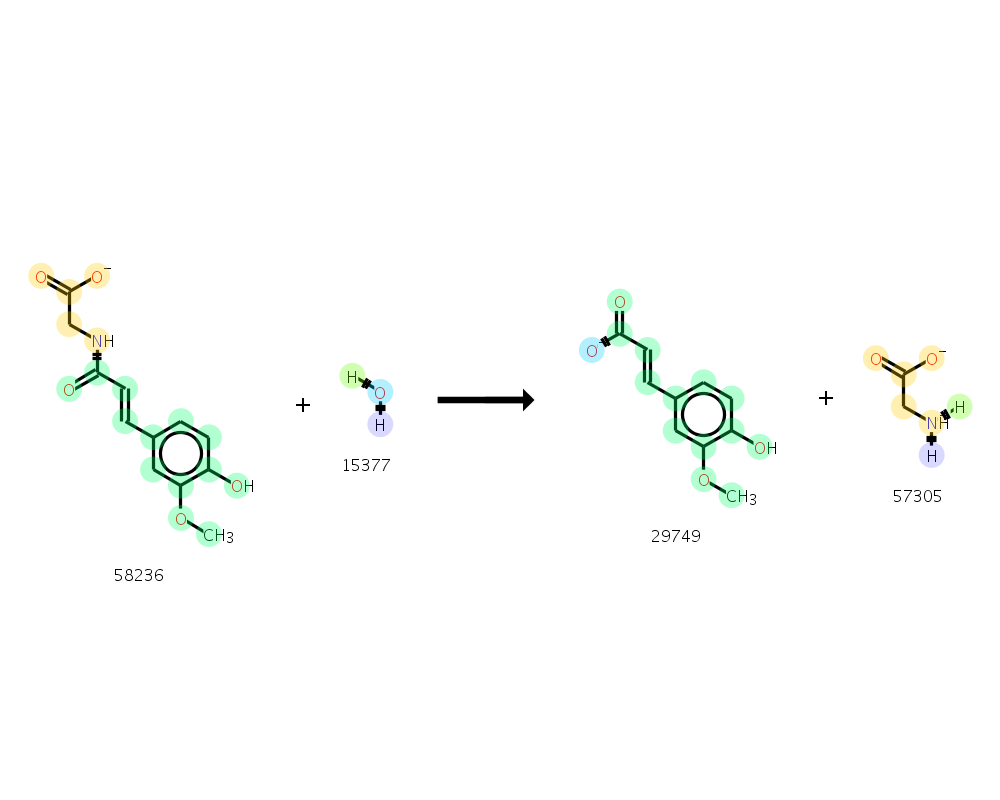 O O⁻
NH
O
OH
O
CH₃
58236
+
H
O
H
15377
O
O⁻
OH
O
CH₃
29749
+
O O⁻
H
NH
H
57305